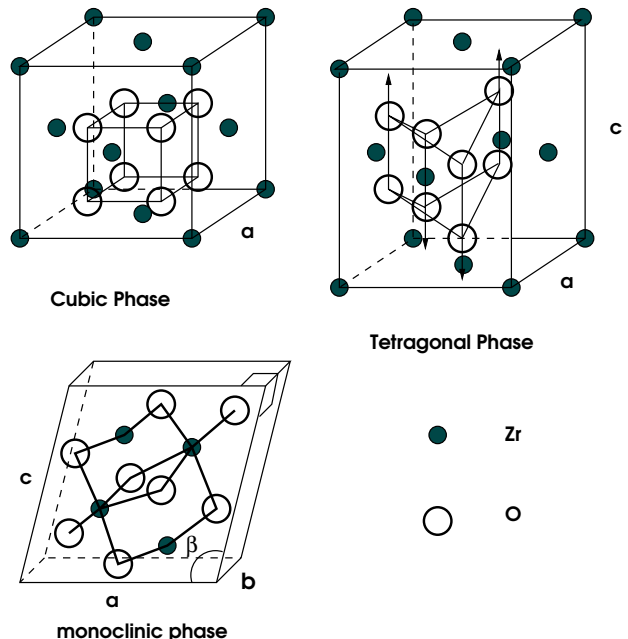 a
Cubic Phase
c
a
Tetragonal Phase
c
β
b
a
monoclinic phase
Zr
O